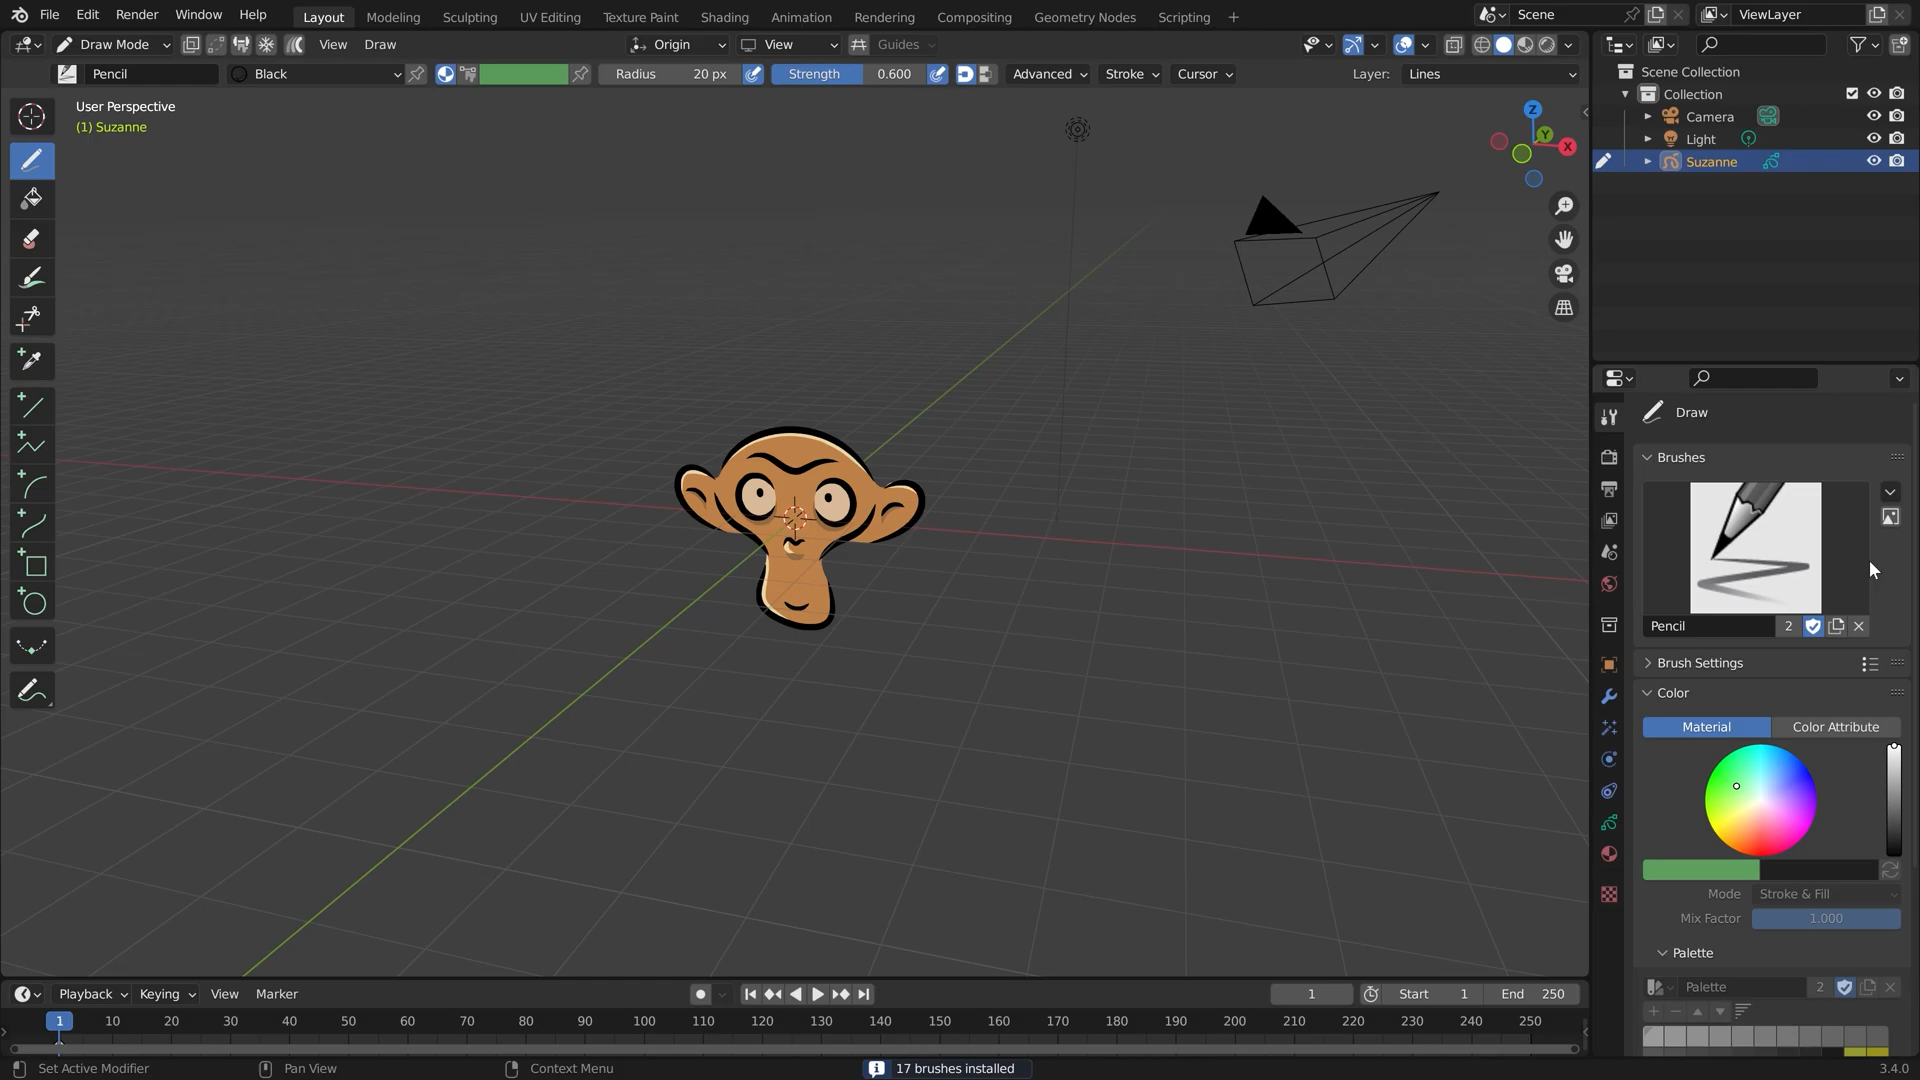 File Edit Render Window Help Layout Modeling Sculpting UV Editing Texture Paint Shading Animation Rendering Compositing Geometry Nodes Scripting + Scene ViewLayer
Draw Mode View Draw Origin View Guides
Pencil Black Radius 20 px Strength 0.600 Advanced Stroke Cursor Layer: Lines
User Perspective
(1) Suzanne
Z
Y
X
Scene Collection
Collection
Camera
Light
Suzanne
Draw
Brushes
Pencil 2
Brush Settings
Color
Material Color Attribute
Mode Stroke & Fill
Mix Factor 1.000
Palette
Palette 2
Playback Keying View Marker 1 Start 1 End 250
1 10 20 30 40 50 60 70 80 90 100 110 120 130 140 150 160 170 180 190 200 210 220 230 240 250
Set Active Modifier Pan View Context Menu 17 brushes installed 3.4.0